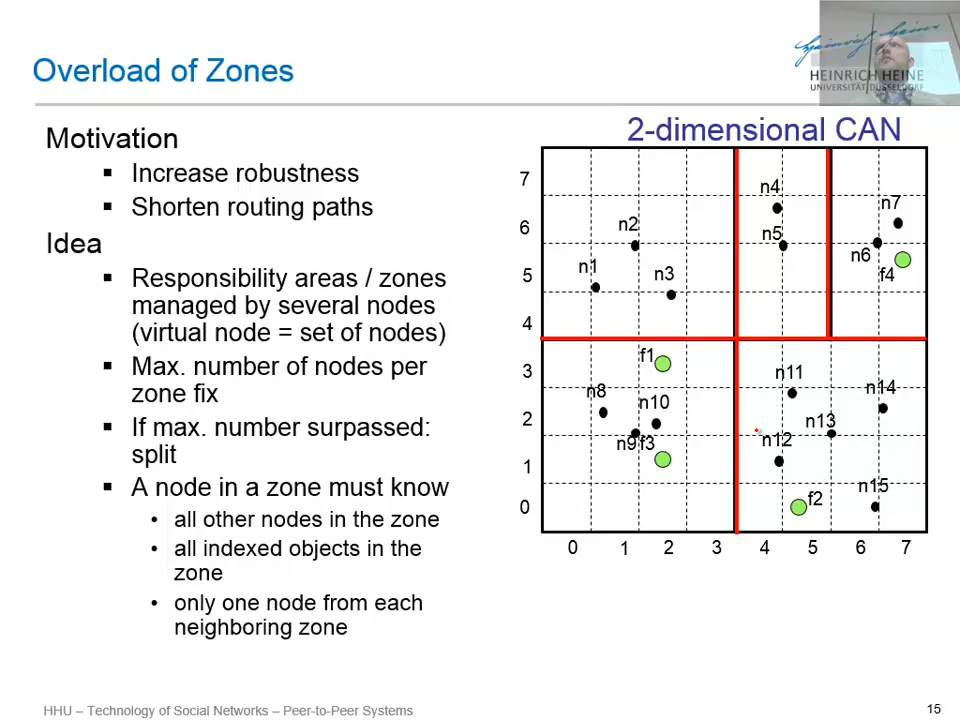 Overload of Zones
Heinrich Heine
HEINRICH HEINE
UNIVERSITÄT DÜSSELDORF
Motivation
▪ Increase robustness
▪ Shorten routing paths
Idea
▪ Responsibility areas / zones
managed by several nodes
(virtual node = set of nodes)
▪ Max. number of nodes per
zone fix
▪ If max. number surpassed:
split
▪ A node in a zone must know
• all other nodes in the zone
• all indexed objects in the
zone
• only one node from each
neighboring zone
2-dimensional CAN
7
n4
n7
6
n2
n5
n6
5
n1
n3
f4
4
3
f1
n11
n8
n10
n14
2
n9
f3
n13
n12
1
n15
0
f2
0 1 2 3 4 5 6 7
HHU – Technology of Social Networks – Peer-to-Peer Systems
15